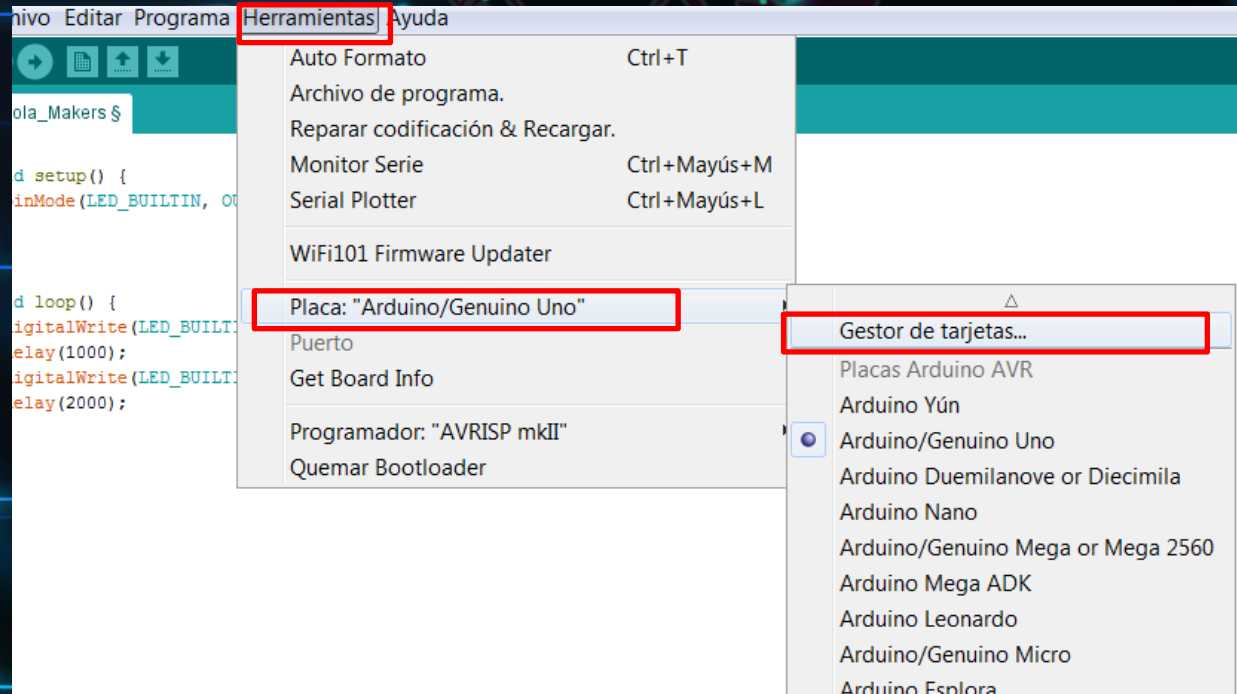 hivo Editar Programa Herramientas Ayuda
ola_Makers §
d setup() {
inMode(LED_BUILTIN, OU
d loop() {
igitalWrite(LED_BUILTI
elay(1000);
igitalWrite(LED_BUILTI
elay(2000);
Auto Formato Ctrl+T
Archivo de programa.
Reparar codificación & Recargar.
Monitor Serie Ctrl+Mayús+M
Serial Plotter Ctrl+Mayús+L
WiFi101 Firmware Updater
Placa: "Arduino/Genuino Uno"
Puerto
Get Board Info
Programador: "AVRISP mkII"
Quemar Bootloader
Gestor de tarjetas...
Placas Arduino AVR
Arduino Yún
Arduino/Genuino Uno
Arduino Duemilanove or Diecimila
Arduino Nano
Arduino/Genuino Mega or Mega 2560
Arduino Mega ADK
Arduino Leonardo
Arduino/Genuino Micro
Arduino Esplora